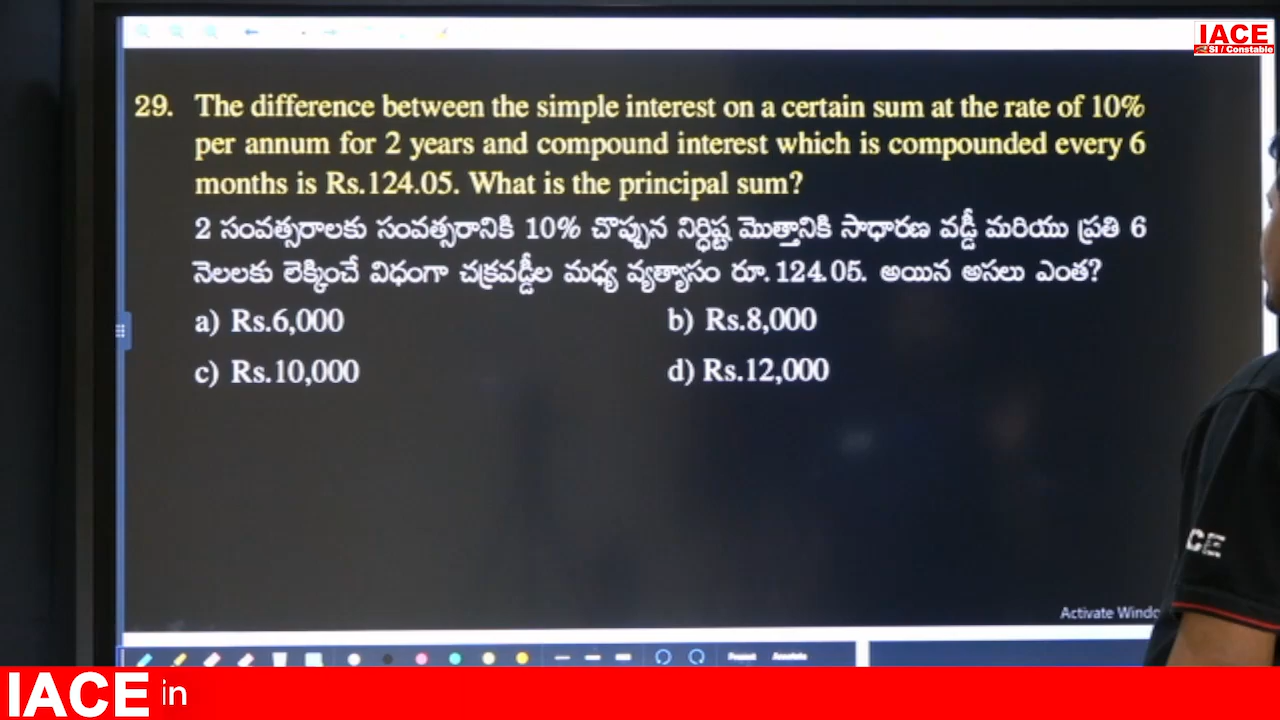 IACE
SI / Constable
29. The difference between the simple interest on a certain sum at the rate of 10%
per annum for 2 years and compound interest which is compounded every 6
months is Rs.124.05. What is the principal sum?
2 సంవత్సరాలకు సంవత్సరానికి 10% చొప్పున నిర్ధిష్ట మొత్తానికి సాధారణ వడ్డీ మరియు ప్రతి 6
నెలలకు లెక్కించే విధంగా చక్రవడ్డీల మధ్య వ్యత్యాసం రూ.124.05. అయిన అసలు ఎంత?
a) Rs.6,000 b) Rs.8,000
c) Rs.10,000 d) Rs.12,000
CE
Activate Windo
IACE in